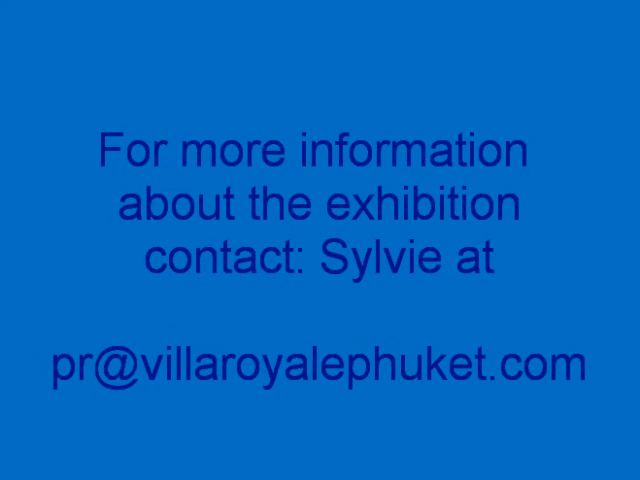 For more information
about the exhibition
contact: Sylvie at
pr@villaroyalephuket.com